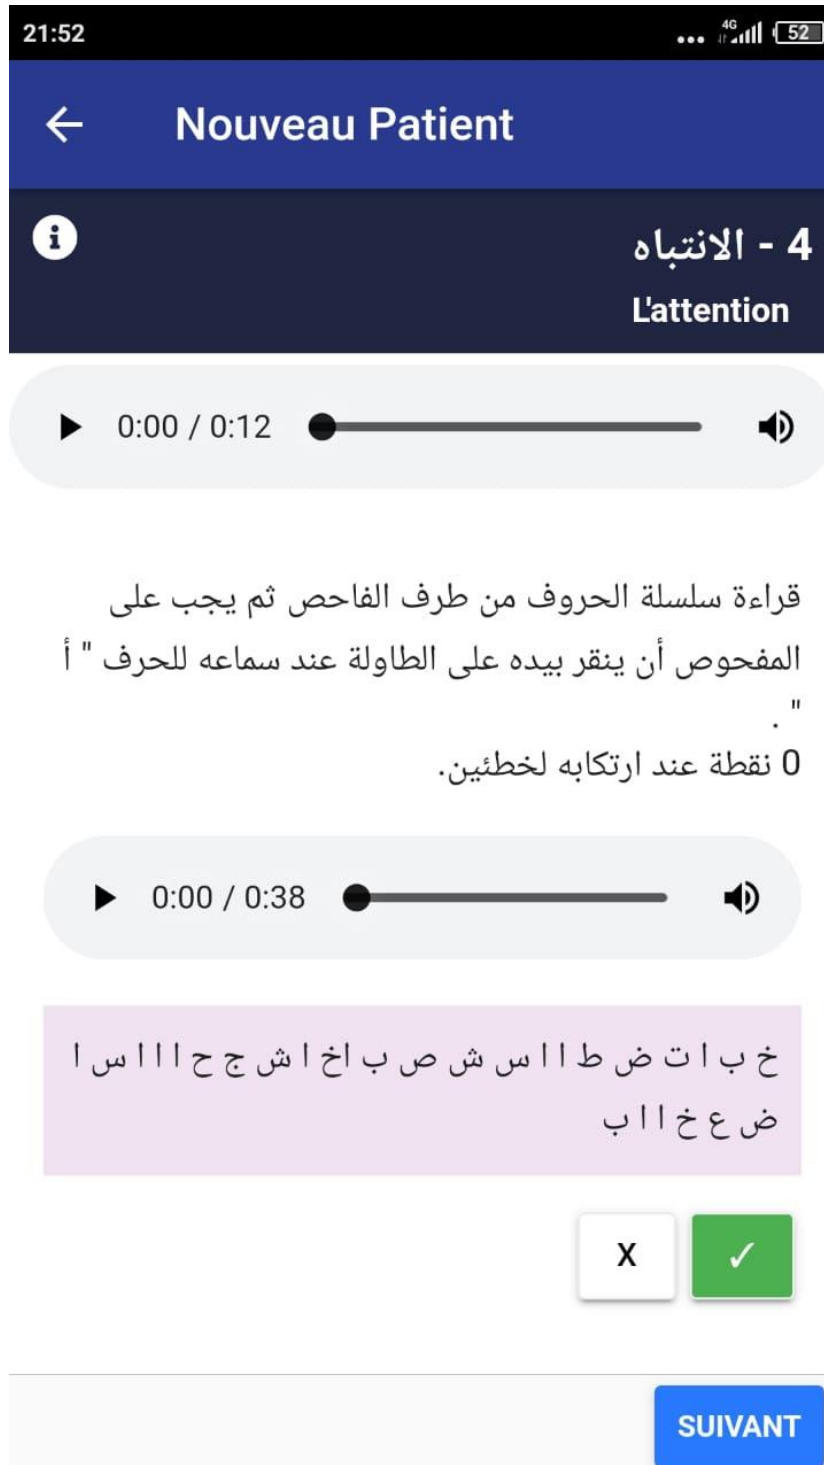 21:52
4G 52
Nouveau Patient
4 - الانتباه
L'attention
0:00 / 0:12
قراءة سلسلة الحروف من طرف الفاحص ثم يجب على
المفحوص أن ينقر بيده على الطاولة عند سماعه للحرف " أ
" .
0 نقطة عند ارتكابه لخطئين.
0:00 / 0:38
خ ب ا ت ض ط ا ا س ش ص ب اخ ا ش ج ح ا ا ا س ا
ض ع خ ا ا ب
X ✓
SUIVANT